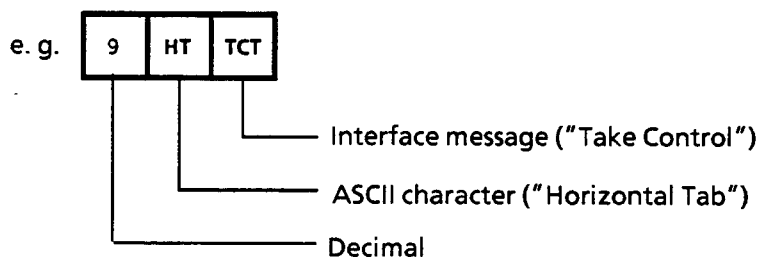 e. g. 9 HT TCT
Interface message ("Take Control")
ASCII character ("Horizontal Tab")
Decimal